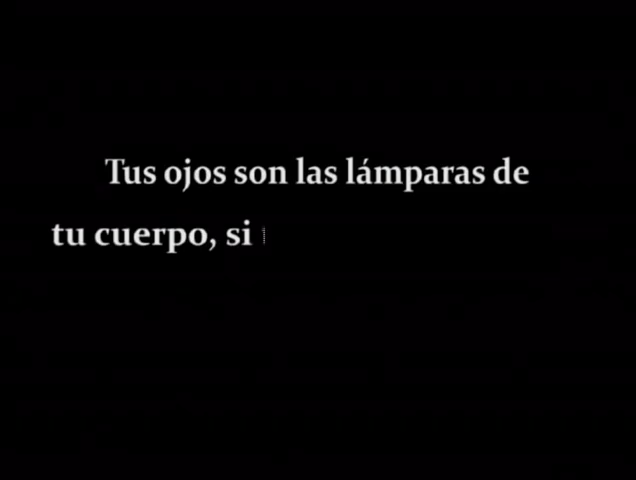 Tus ojos son las lámparas de
tu cuerpo, si